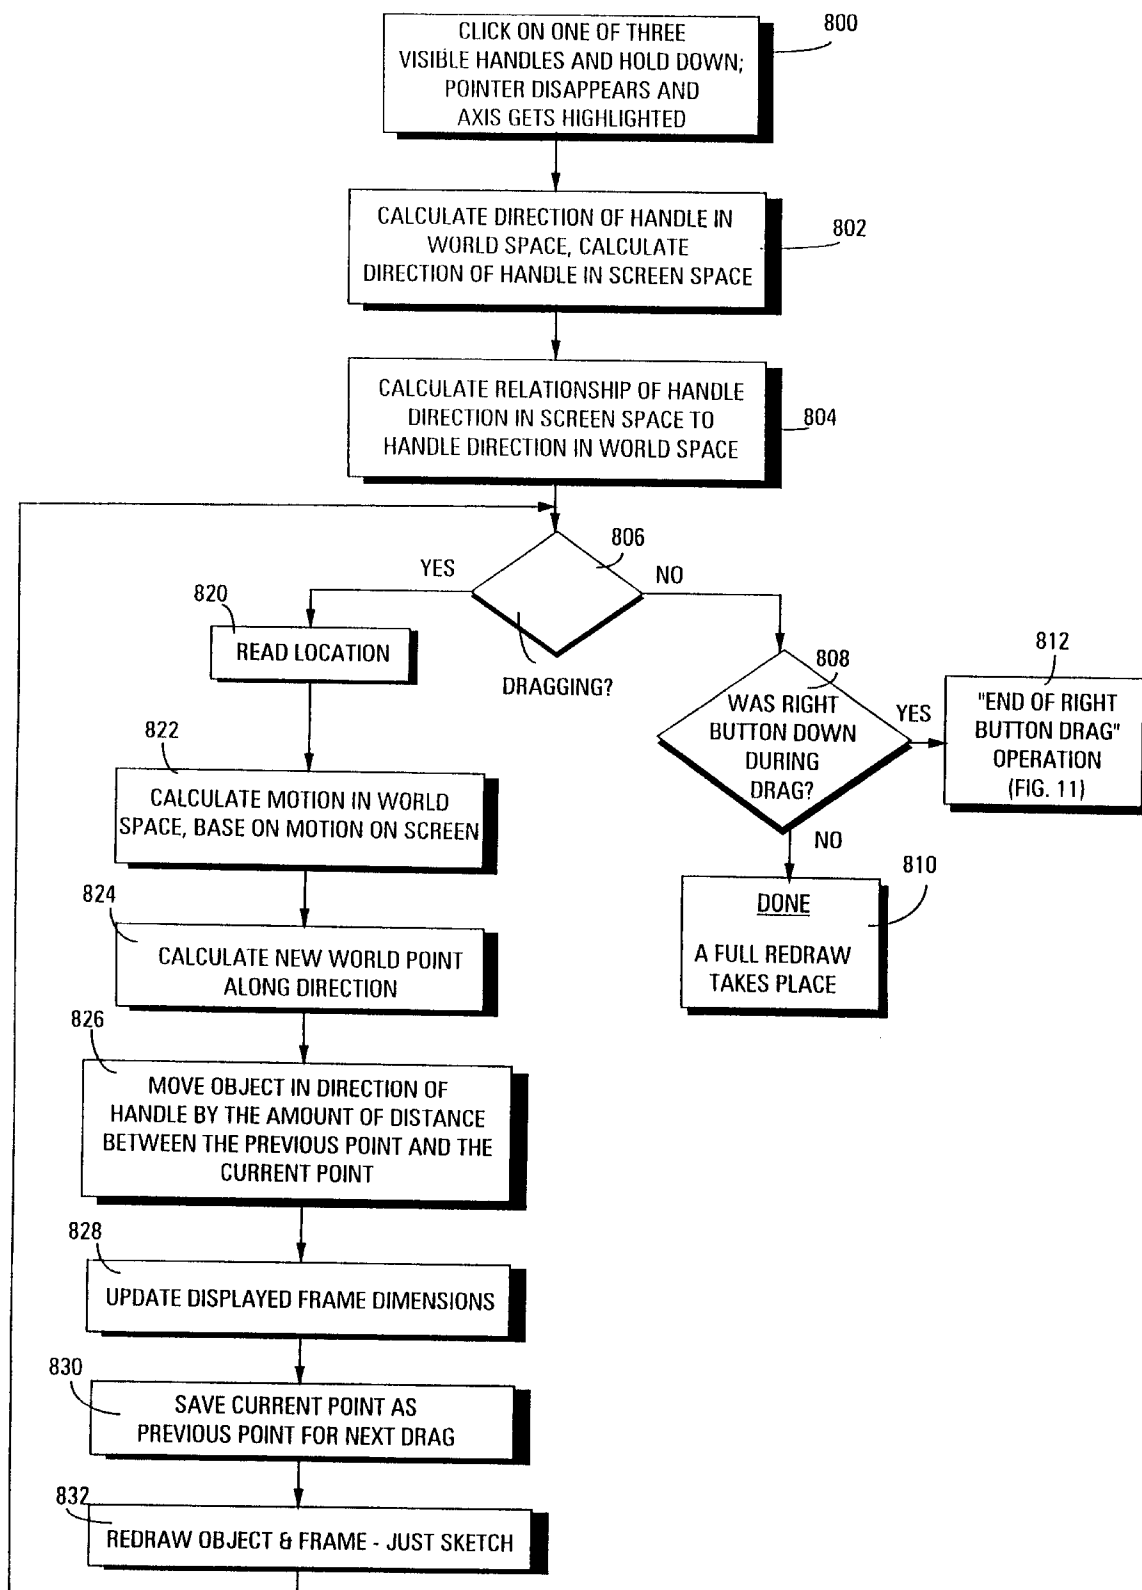 CLICK ON ONE OF THREE
VISIBLE HANDLES AND HOLD DOWN;
POINTER DISAPPEARS AND
AXIS GETS HIGHLIGHTED
800
CALCULATE DIRECTION OF HANDLE IN
WORLD SPACE, CALCULATE
DIRECTION OF HANDLE IN SCREEN SPACE
802
CALCULATE RELATIONSHIP OF HANDLE
DIRECTION IN SCREEN SPACE TO
HANDLE DIRECTION IN WORLD SPACE
804
806
YES
NO
DRAGGING?
820
READ LOCATION
808
WAS RIGHT
BUTTON DOWN
DURING
DRAG?
YES
812
"END OF RIGHT
BUTTON DRAG"
OPERATION
(FIG. 11)
NO
810
DONE
A FULL REDRAW
TAKES PLACE
822
CALCULATE MOTION IN WORLD
SPACE, BASE ON MOTION ON SCREEN
824
CALCULATE NEW WORLD POINT
ALONG DIRECTION
826
MOVE OBJECT IN DIRECTION OF
HANDLE BY THE AMOUNT OF DISTANCE
BETWEEN THE PREVIOUS POINT AND THE
CURRENT POINT
828
UPDATE DISPLAYED FRAME DIMENSIONS
830
SAVE CURRENT POINT AS
PREVIOUS POINT FOR NEXT DRAG
832
REDRAW OBJECT & FRAME - JUST SKETCH